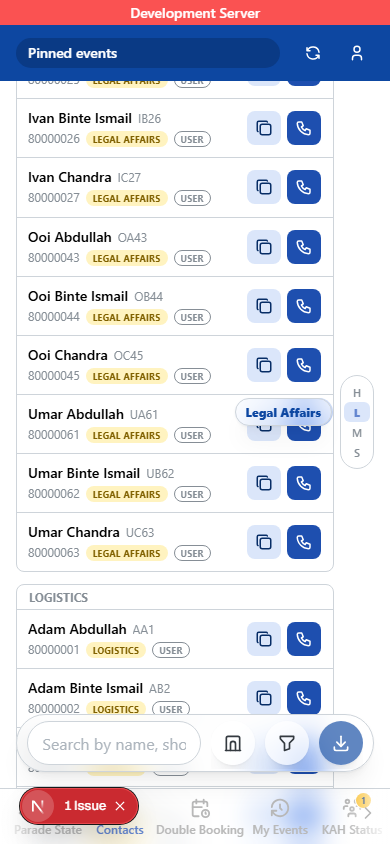 Development Server
Pinned events
80000025 LEGAL AFFAIRS USER
Ivan Binte Ismail IB26
80000026 LEGAL AFFAIRS USER
Ivan Chandra IC27
80000027 LEGAL AFFAIRS USER
Ooi Abdullah OA43
80000043 LEGAL AFFAIRS USER
Ooi Binte Ismail OB44
80000044 LEGAL AFFAIRS USER
Ooi Chandra OC45
80000045 LEGAL AFFAIRS USER
Umar Abdullah UA61
80000061 LEGAL AFFAIRS USER
Legal Affairs
Umar Binte Ismail UB62
80000062 LEGAL AFFAIRS USER
Umar Chandra UC63
80000063 LEGAL AFFAIRS USER
H
L
M
S
LOGISTICS
Adam Abdullah AA1
80000001 LOGISTICS USER
Adam Binte Ismail AB2
80000002 LOGISTICS USER
Search by name, sho
N 1 Issue
1
Parade State Contacts Double Booking My Events KAH Status